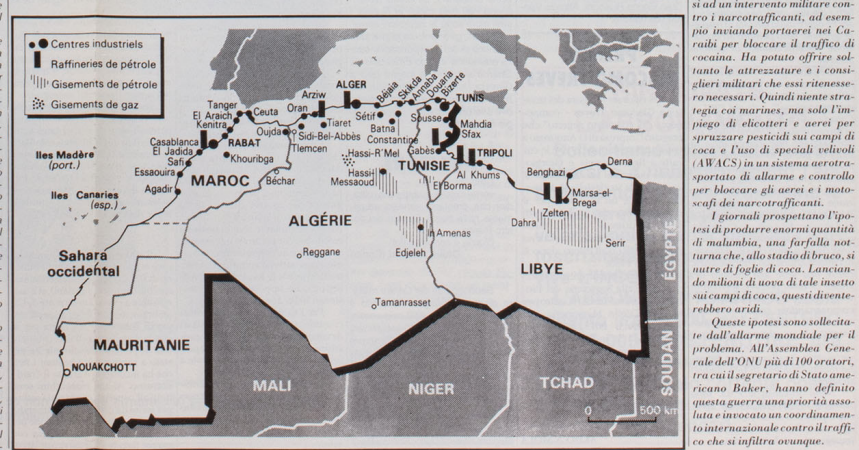 Centres industriels
Raffineries de pétrole
Gisements de pétrole
Gisements de gaz
Iles Madère
(port.)
Iles Canaries
(esp.)
Tanger
Ceuta
El Araich
Kenitra
Casablanca
RABAT
El Jadida
Safi
Khouribga
Essaouira
Agadir
MAROC
Oujda
Oran
Arziw
ALGER
Sidi-Bel-Abbès
Tiaret
Tlemcen
Béchar
Béjaia
Skikda
Annaba
Douaria
Bizerte
TUNIS
Sétif
Batna
Constantine
Sousse
Mahdia
Sfax
Gabès
TUNISIE
Hassi-R'Mel
Hassi-
Messaoud
El Borma
TRIPOLI
Al Khums
Benghazi
Derna
Marsa-el-
Brega
Zelten
Dahra
Serir
ALGÉRIE
In Amenas
Edjeleh
Reggane
Tamanrasset
LIBYE
ÉGYPTE
Sahara
occidental
MAURITANIE
NOUAKCHOTT
MALI
NIGER
TCHAD
SOUDAN
0 500 km
si ad un intervento militare con-
tro i narcotrafficanti, ad esem-
pio inviando portaerei nei Ca-
raibi per bloccare il traffico di
cocaina. Ha potuto offrire sol-
tanto le attrezzature e i consi-
glieri militari che essi ritenesse-
ro necessari. Quindi niente stra-
tegia coi marines, ma solo l'im-
piego di elicotteri e aerei per
spruzzare pesticidi sui campi di
coca e l'uso di speciali velivoli
(AWACS) in un sistema aerotra-
sportato di allarme e controllo
per bloccare gli aerei e i moto-
scafi dei narcotrafficanti.
I giornali prospettano l'ipo-
tesi di produrre enormi quantità
di malumbia, una farfalla not-
turna che, allo stadio di bruco, si
nutre di foglie di coca. Lancian-
do milioni di uova di tale insetto
sui campi di coca, questi divente-
rebbero aridi.
Queste ipotesi sono sollecita-
te dall'allarme mondiale per il
problema. All'Assemblea Gene-
rale dell'ONU più di 100 oratori,
tra cui il segretario di Stato ame-
ricano Baker, hanno definito
questa guerra una priorità asso-
luta e invocato un coordinamen-
to internazionale contro il traffi-
co che si infiltra ovunque.